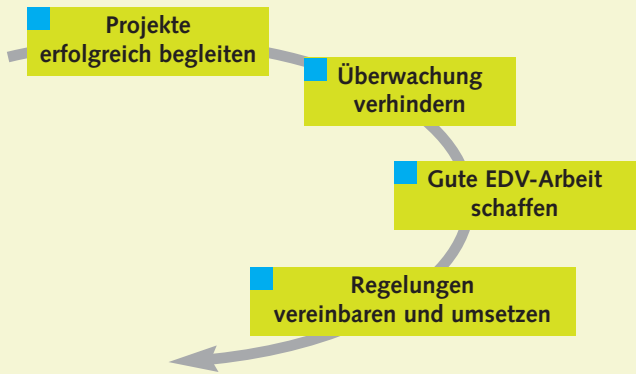 Projekte
erfolgreich begleiten
Überwachung
verhindern
Gute EDV-Arbeit
schaffen
Regelungen
vereinbaren und umsetzen